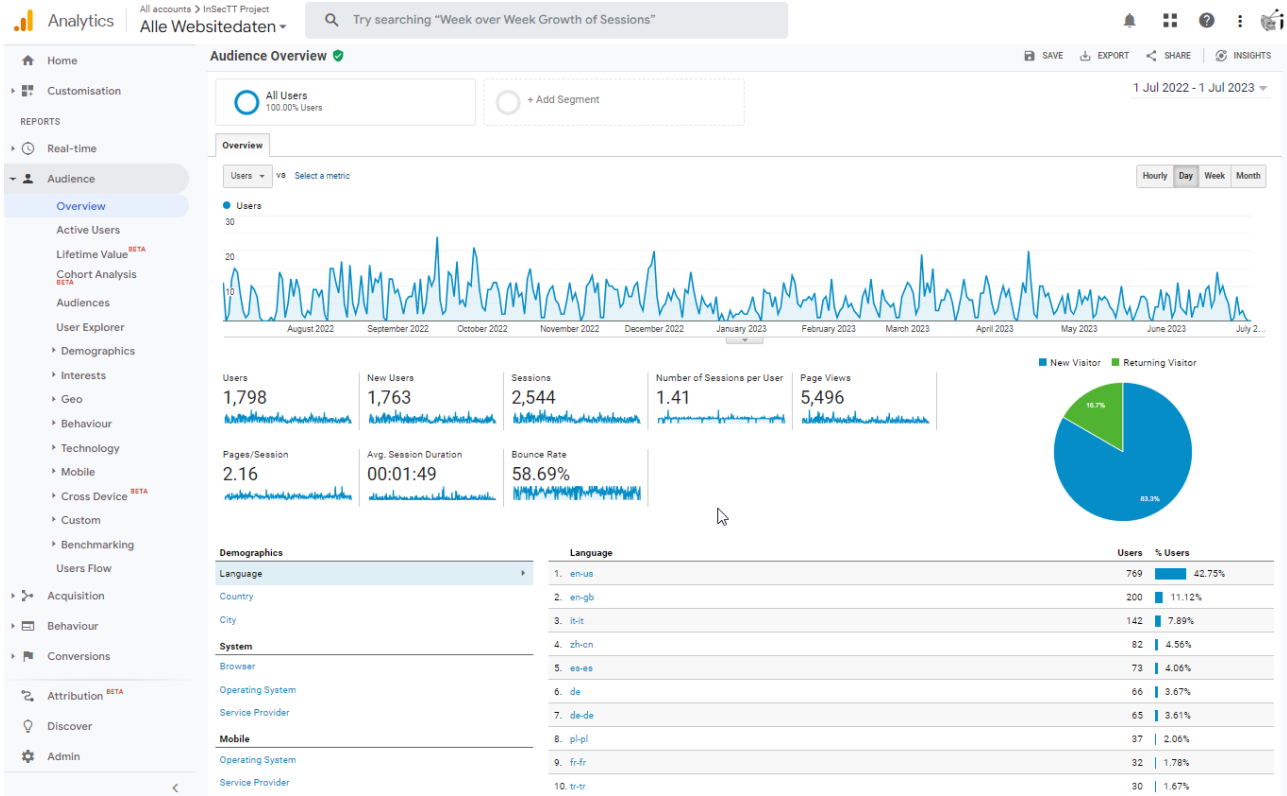 All accounts > InSecTT Project
Analytics
Alle Websitedaten
Try searching “Week over Week Growth of Sessions”
Home
Customisation
REPORTS
Real-time
Audience
Overview
Active Users
Lifetime Value BETA
Cohort Analysis
BETA
Audiences
User Explorer
Demographics
Interests
Geo
Behaviour
Technology
Mobile
Cross Device BETA
Custom
Benchmarking
Users Flow
Acquisition
Behaviour
Conversions
Attribution BETA
Discover
Admin
Audience Overview
SAVE
EXPORT
SHARE
INSIGHTS
All Users
100.00% Users
+ Add Segment
1 Jul 2022 - 1 Jul 2023
Overview
Users vs Select a metric
Hourly Day Week Month
Users
30
20
10
August 2022 September 2022 October 2022 November 2022 December 2022 January 2023 February 2023 March 2023 April 2023 May 2023 June 2023 July 2...
New Visitor Returning Visitor
Users
1,798
New Users
1,763
Sessions
2,544
Number of Sessions per User
1.41
Page Views
5,496
Pages/Session
2.16
Avg. Session Duration
00:01:49
Bounce Rate
58.69%
16.7%
83.3%
Demographics
Language
Country
City
System
Browser
Operating System
Service Provider
Mobile
Operating System
Service Provider
Language Users % Users
1. en-us 769 42.75%
2. en-gb 200 11.12%
3. it-it 142 7.89%
4. zh-cn 82 4.56%
5. es-es 73 4.06%
6. de 66 3.67%
7. de-de 65 3.61%
8. pl-pl 37 2.06%
9. fr-fr 32 1.78%
10. tr-tr 30 1.67%